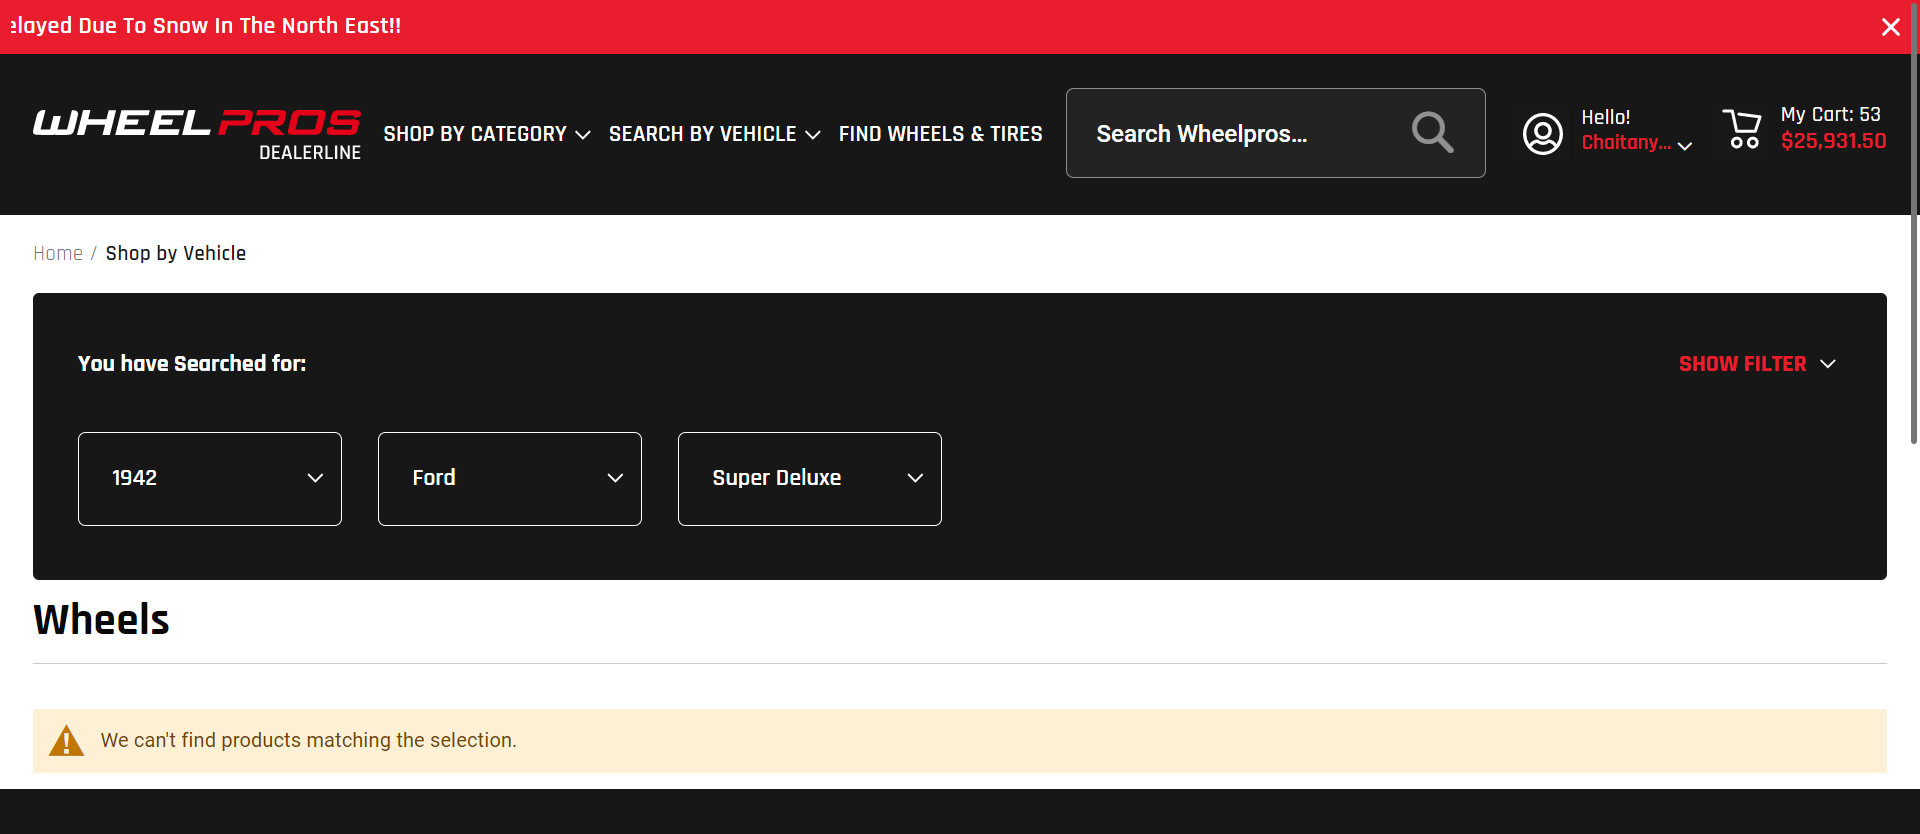 elayed Due To Snow In The North East!!
WHEEL PROS
DEALERLINE
SHOP BY CATEGORY
SEARCH BY VEHICLE
FIND WHEELS & TIRES
Search Wheelpros...
Hello!
Chaitany...
My Cart: 53
$25,931.50
Home / Shop by Vehicle
You have Searched for:
SHOW FILTER
1942
Ford
Super Deluxe
Wheels
We can't find products matching the selection.